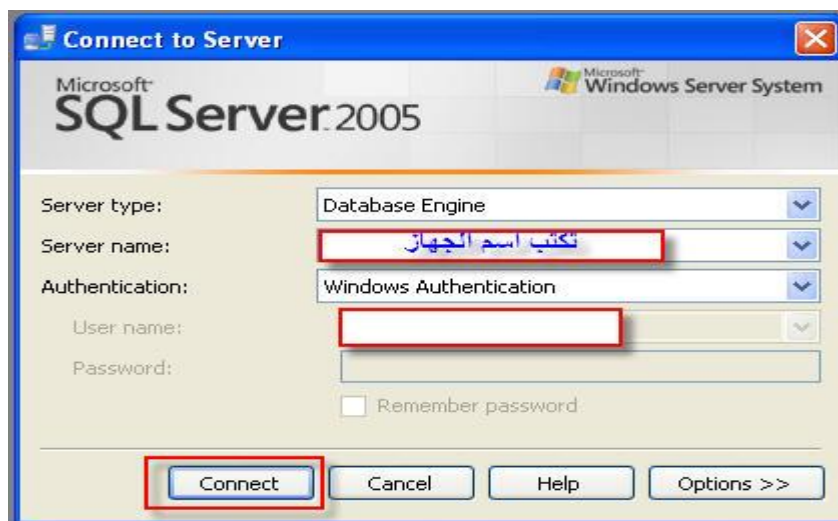 Connect to Server
Microsoft
SQL Server 2005
Microsoft
Windows Server System
Server type: Database Engine
Server name: تكتب اسم الجهاز
Authentication: Windows Authentication
User name:
Password:
Remember password
Connect Cancel Help Options >>